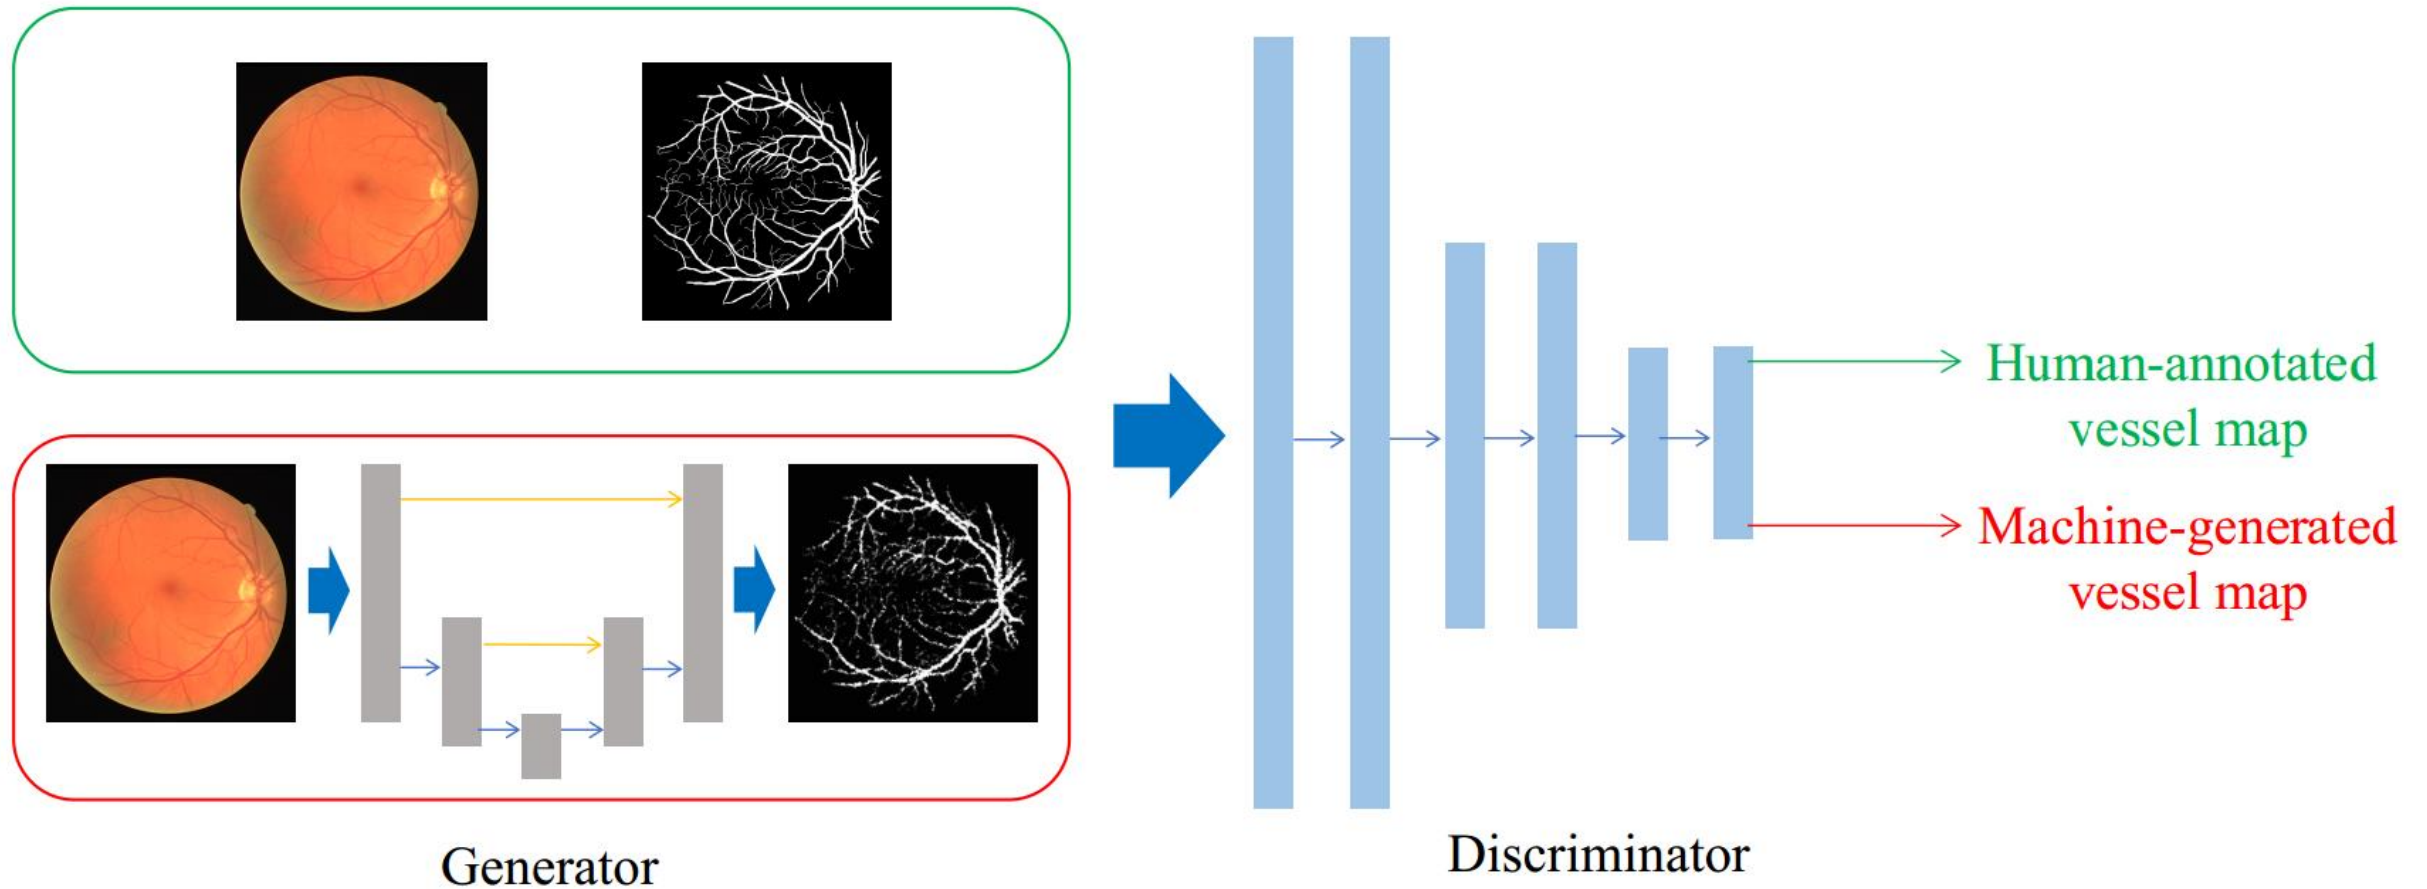 Human-annotated
vessel map
Machine-generated
vessel map
Generator
Discriminator